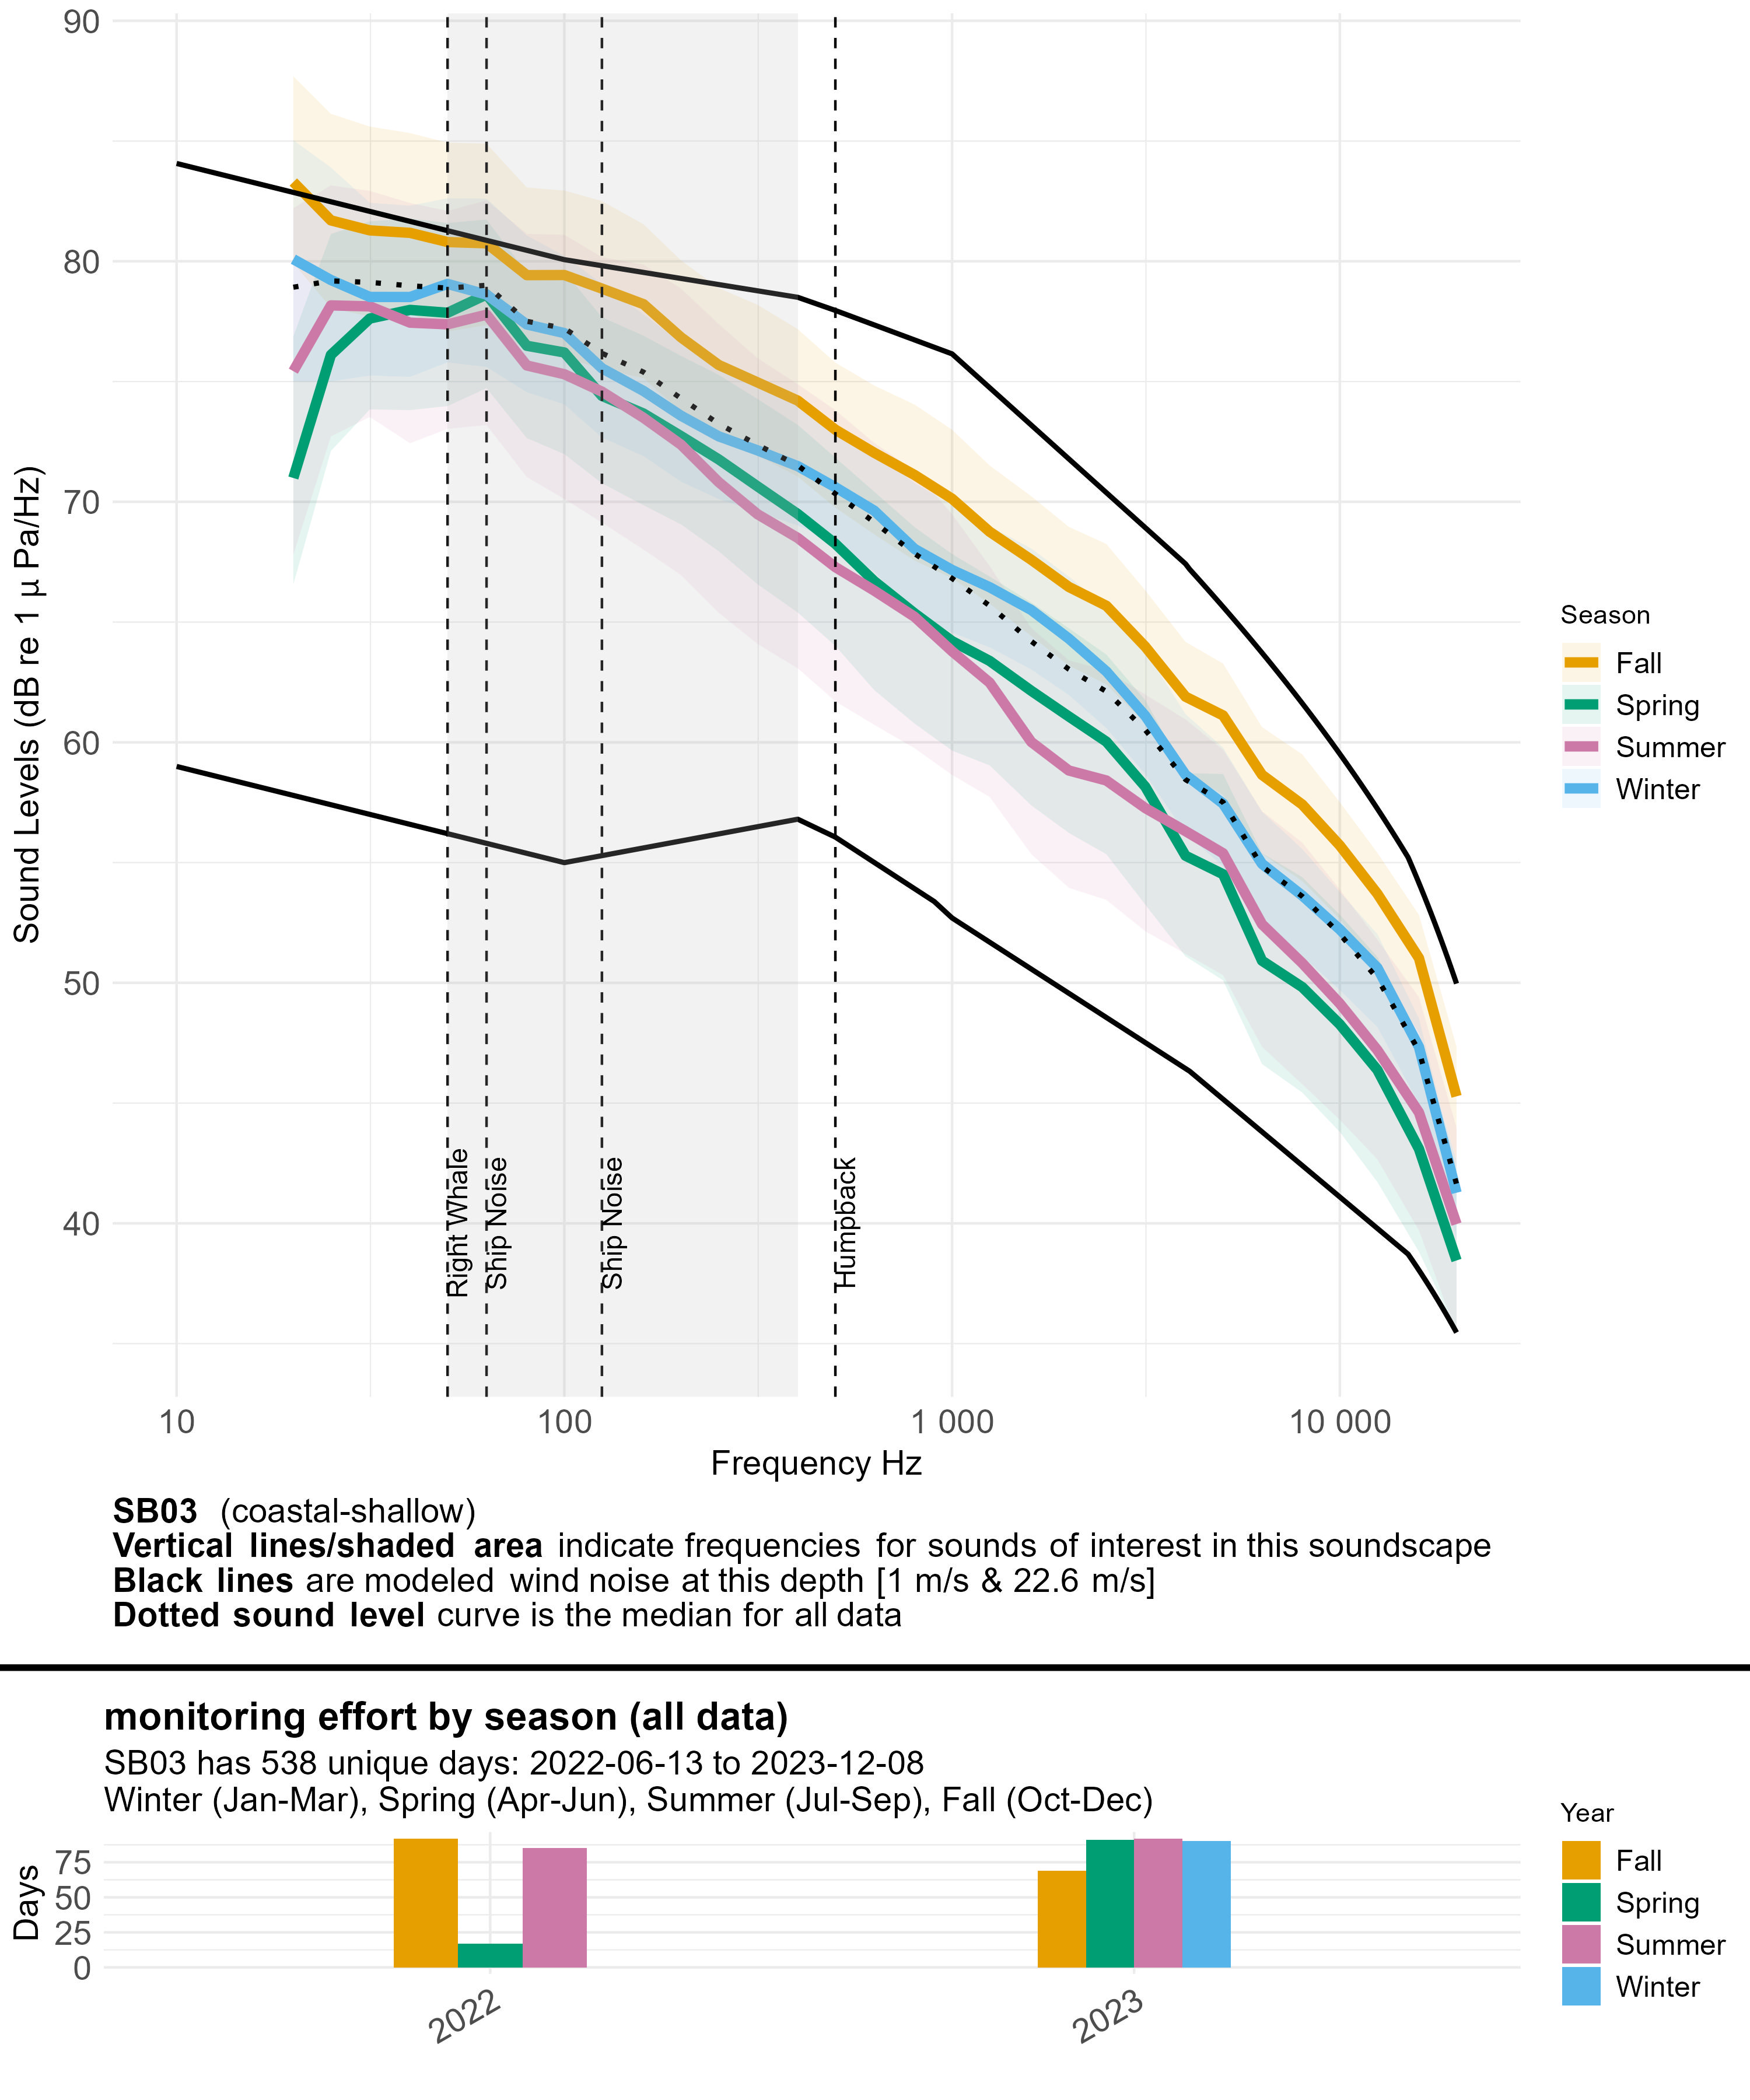 90
80
70
60
50
40
Sound Levels (dB re 1 µ Pa/Hz)
Right Whale
Ship Noise
Ship Noise
Humpback
10
100
1 000
10 000
Frequency Hz
Season
Fall
Spring
Summer
Winter
SB03 (coastal-shallow)
Vertical lines/shaded area indicate frequencies for sounds of interest in this soundscape
Black lines are modeled wind noise at this depth [1 m/s & 22.6 m/s]
Dotted sound level curve is the median for all data
monitoring effort by season (all data)
SB03 has 538 unique days: 2022-06-13 to 2023-12-08
Winter (Jan-Mar), Spring (Apr-Jun), Summer (Jul-Sep), Fall (Oct-Dec)
Days
75
50
25
0
2022
2023
Year
Fall
Spring
Summer
Winter